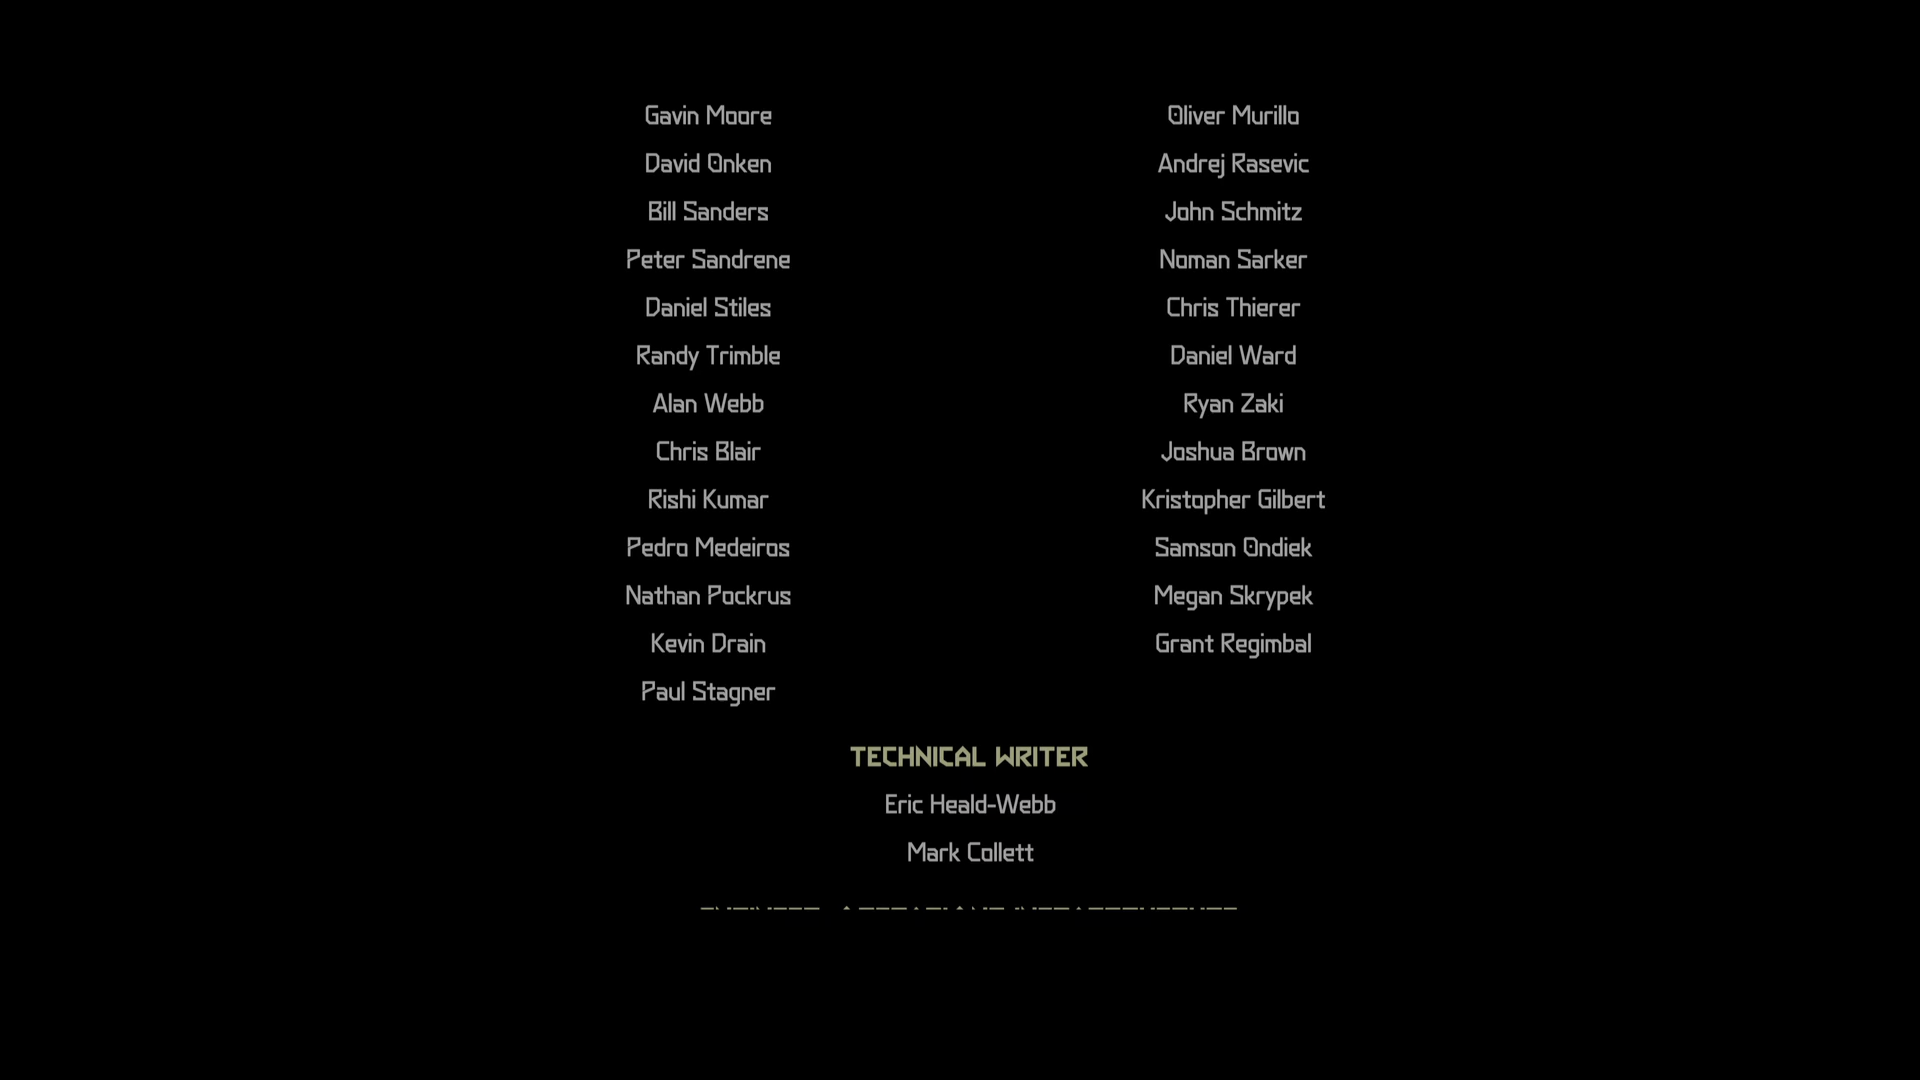 Gavin Moore
Oliver Murillo
David Onken
Andrej Rasevic
Bill Sanders
John Schmitz
Peter Sandrene
Noman Sarker
Daniel Stiles
Chris Thierer
Randy Trimble
Daniel Ward
Alan Webb
Ryan Zaki
Chris Blair
Joshua Brown
Rishi Kumar
Kristopher Gilbert
Pedro Medeiros
Samson Ondiek
Nathan Pockrus
Megan Skrypek
Kevin Drain
Grant Regimbal
Paul Stagner
TECHNICAL WRITER
Eric Heald-Webb
Mark Collett